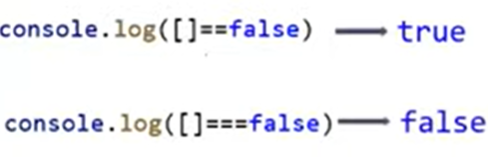 console.log([]==false) → true
console.log([]===false) → false